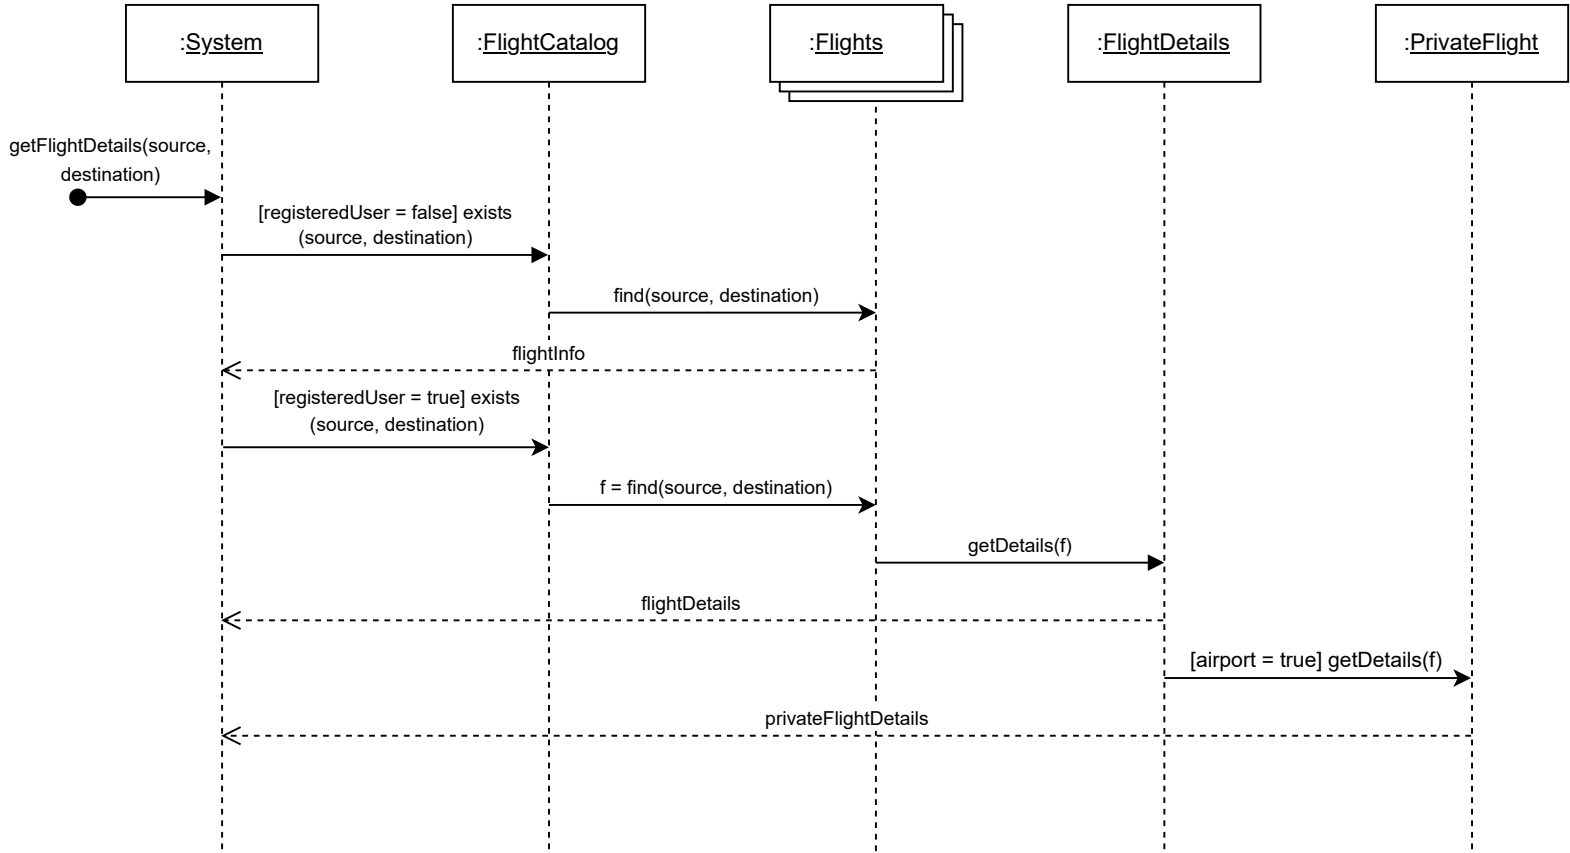 :System
:FlightCatalog
:Flights
:FlightDetails
:PrivateFlight
getFlightDetails(source,
destination)
[registeredUser = false] exists
(source, destination)
find(source, destination)
flightInfo
[registeredUser = true] exists
(source, destination)
f = find(source, destination)
getDetails(f)
flightDetails
[airport = true] getDetails(f)
privateFlightDetails